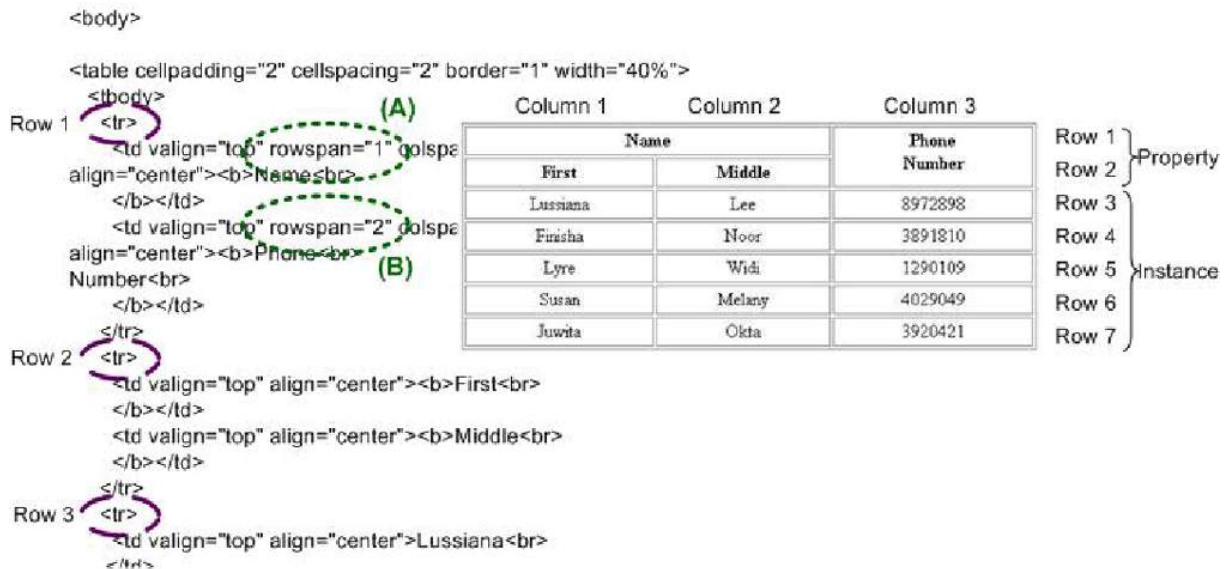 <body>
<table cellpadding="2" cellspacing="2" border="1" width="40%">
<tbody>
Row 1 <tr>
(A)
<td valign="top" rowspan="1" colspa
align="center"><b>Name<br>
</b></td>
<td valign="top" rowspan="2" colspa
align="center"><b>Phone<br>
(B)
Number<br>
</b></td>
</tr>
Row 2 <tr>
<td valign="top" align="center"><b>First<br>
</b></td>
<td valign="top" align="center"><b>Middle<br>
</b></td>
</tr>
Row 3 <tr>
<td valign="top" align="center">Lussiana<br>
</td>
Column 1 Column 2 Column 3
Name Phone Number Row 1
First Middle Row 2
Property
Lussiana Lee 8972898 Row 3
Finisha Noor 3891810 Row 4
Lyre Widi 1290109 Row 5
Instance
Susan Melany 4029049 Row 6
Juwita Okta 3920421 Row 7